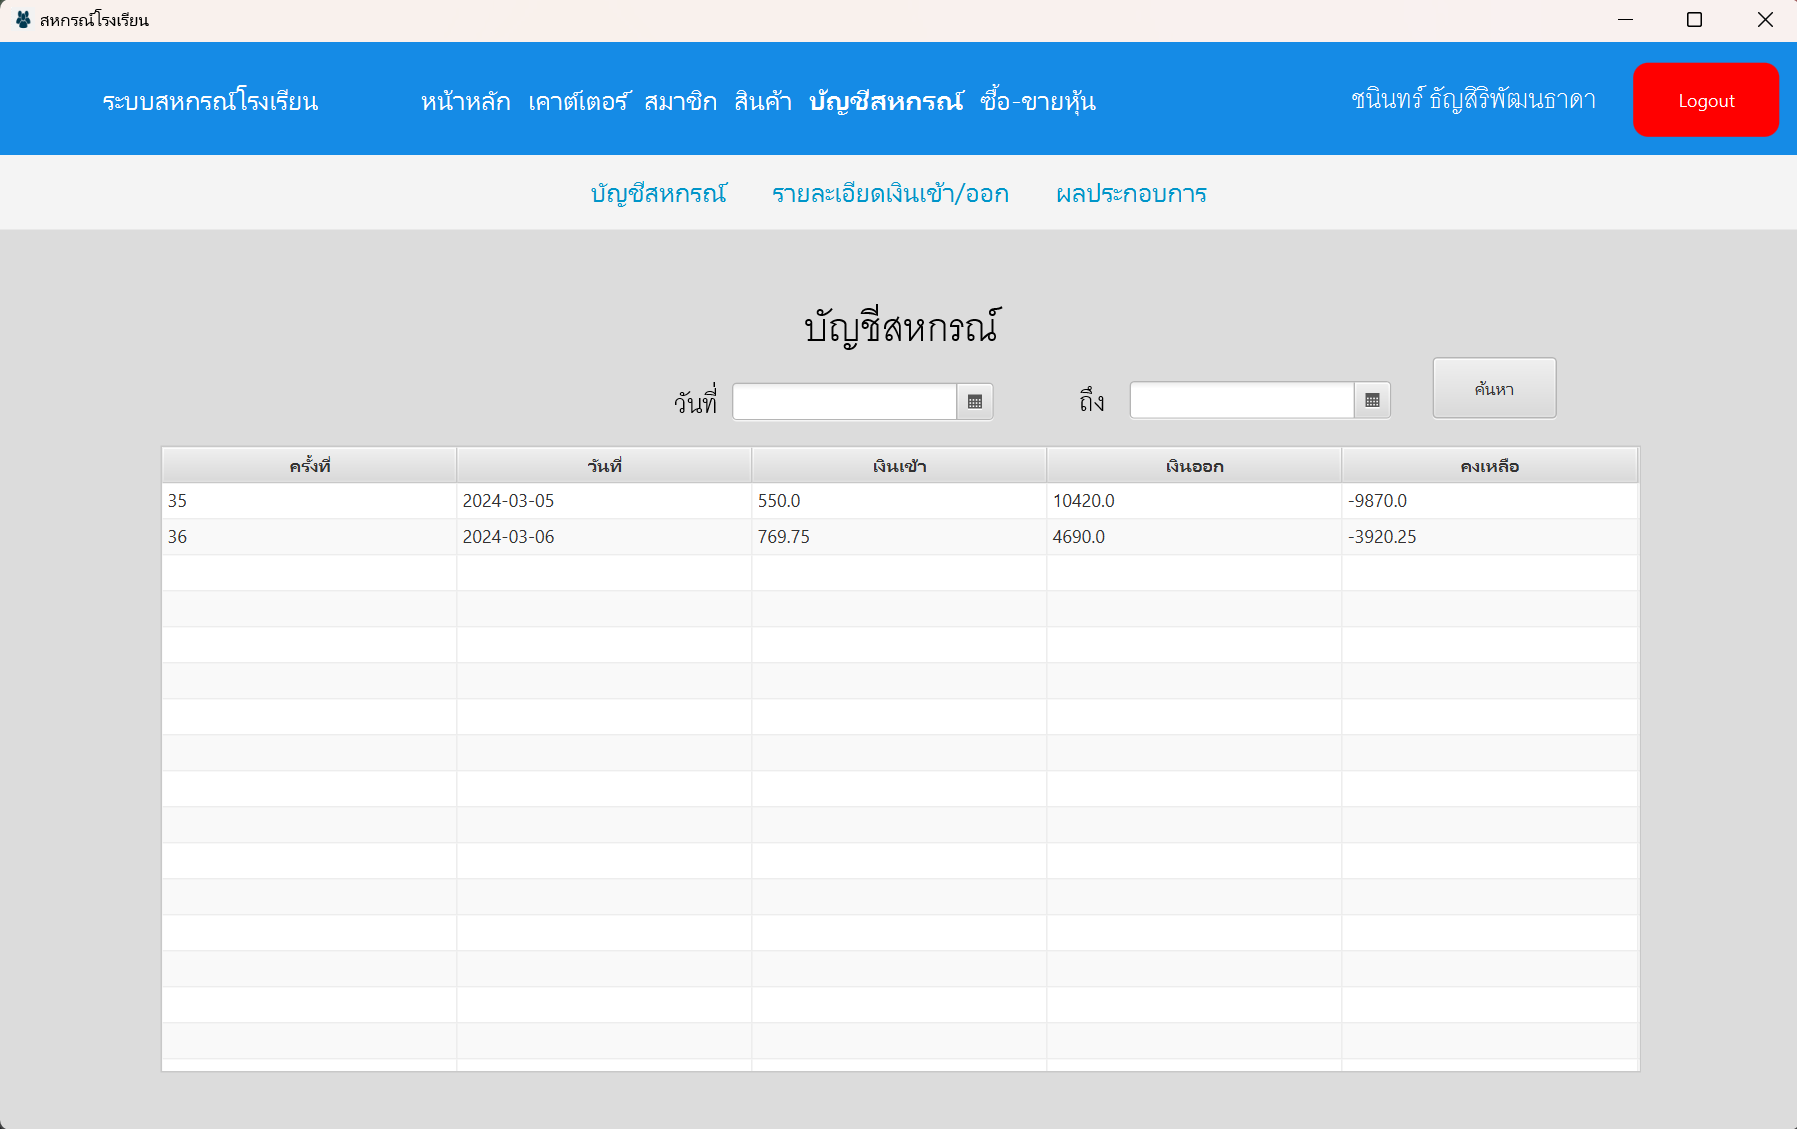 สหกรณ์โรงเรียน
ระบบสหกรณ์โรงเรียน หน้าหลัก เคาต์เตอร์ สมาชิก สินค้า บัญชีสหกรณ์ ซื้อ-ขายหุ้น ชนินทร์ ธัญสิริพัฒนธาดา Logout
บัญชีสหกรณ์ รายละเอียดเงินเข้า/ออก ผลประกอบการ
บัญชีสหกรณ์
วันที่ ถึง ค้นหา
ครั้งที่ วันที่ เงินเข้า เงินออก คงเหลือ
35 2024-03-05 550.0 10420.0 -9870.0
36 2024-03-06 769.75 4690.0 -3920.25